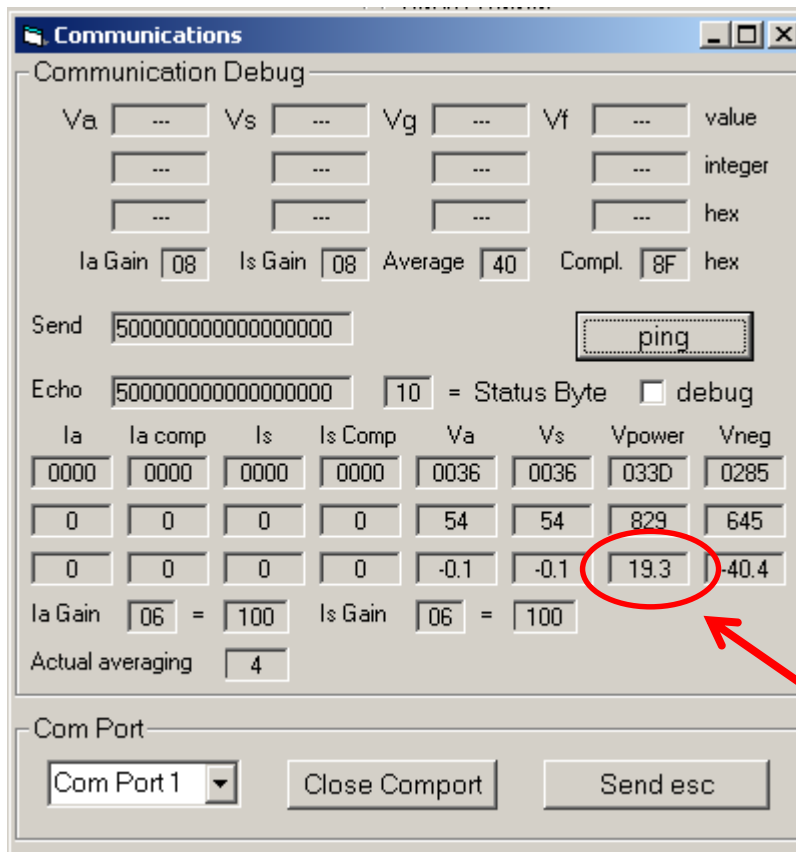 Communications
Communication Debug
Va --- Vs --- Vg --- Vf --- value
--- --- --- --- integer
--- --- --- --- hex
Ia Gain 08 Is Gain 08 Average 40 Compl. 8F hex
Send 500000000000000000 ping
Echo 500000000000000000 10 = Status Byte debug
Ia Ia comp Is Is Comp Va Vs Vpower Vneg
0000 0000 0000 0000 0036 0036 033D 0285
0 0 0 0 54 54 829 645
0 0 0 0 -0.1 -0.1 19.3 -40.4
Ia Gain 06 = 100 Is Gain 06 = 100
Actual averaging 4
Com Port
Com Port 1 Close Comport Send esc